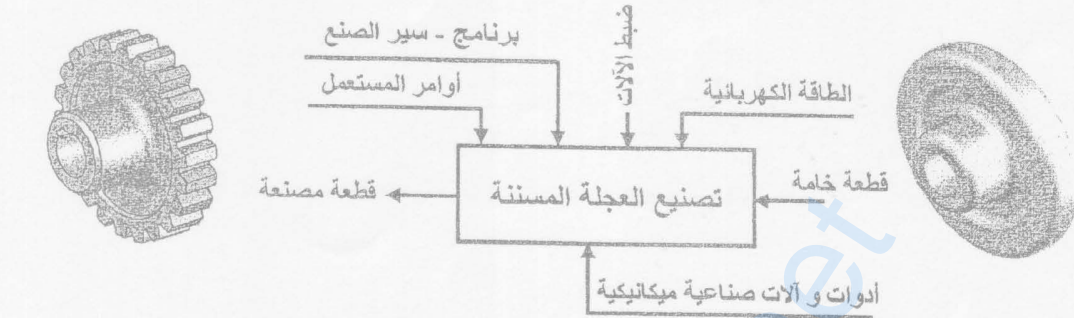 ضبط الآلات
برنامج - سير الصنع
أوامر المستعمل
الطاقة الكهربائية
قطعة خامة
تصنيع العجلة المسننة
قطعة مصنعة
أدوات و آلات صناعية ميكانيكية
et